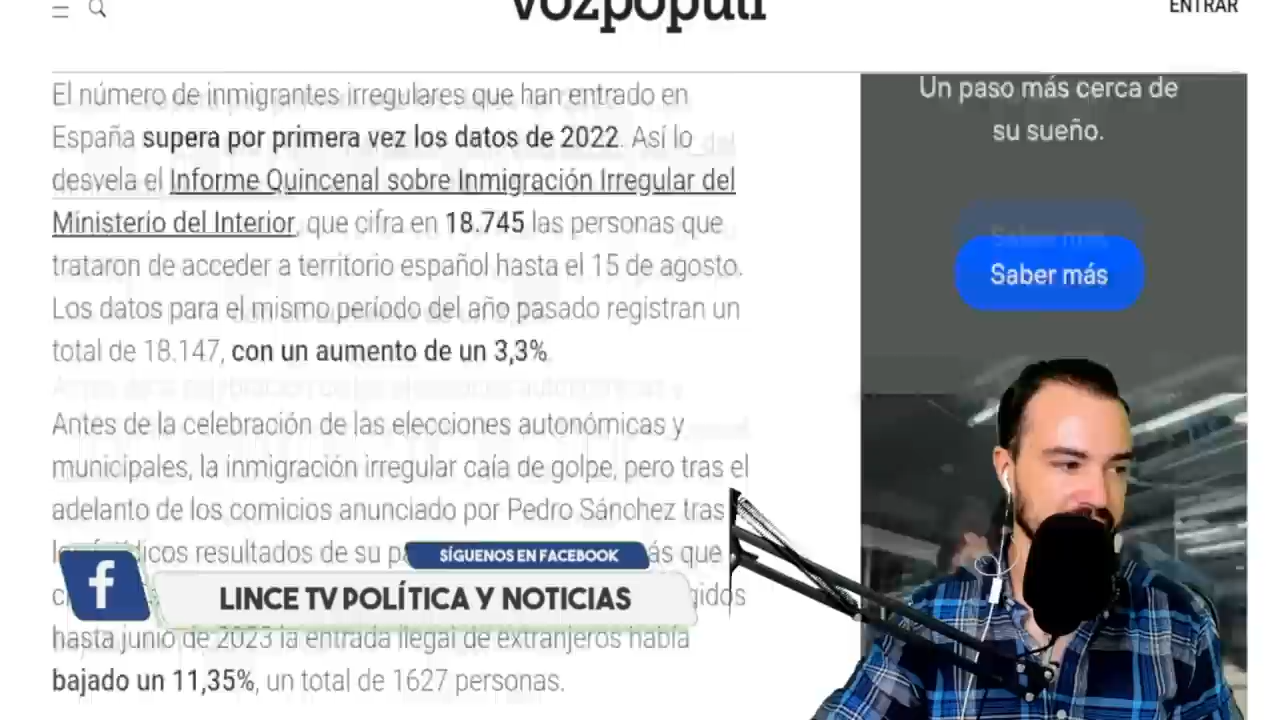 vozpópuli
ENTRAR
El número de inmigrantes irregulares que han entrado en
España supera por primera vez los datos de 2022. Así lo
desvela el Informe Quincenal sobre Inmigración Irregular del
Ministerio del Interior, que cifra en 18.745 las personas que
trataron de acceder a territorio español hasta el 15 de agosto.
Los datos para el mismo período del año pasado registran un
total de 18.147, con un aumento de un 3,3%.
Antes de la celebración de las elecciones autonómicas y
municipales, la inmigración irregular caía de golpe, pero tras el
adelanto de los comicios anunciado por Pedro Sánchez tras
resultados de su
más que
hasta junio de 2023 la entrada ilegal de extranjeros había
bajado un 11,35%, un total de 1627 personas.
Un paso más cerca de
su sueño.
Saber más
SÍGUENOS EN FACEBOOK
f
LINCE TV POLÍTICA Y NOTICIAS